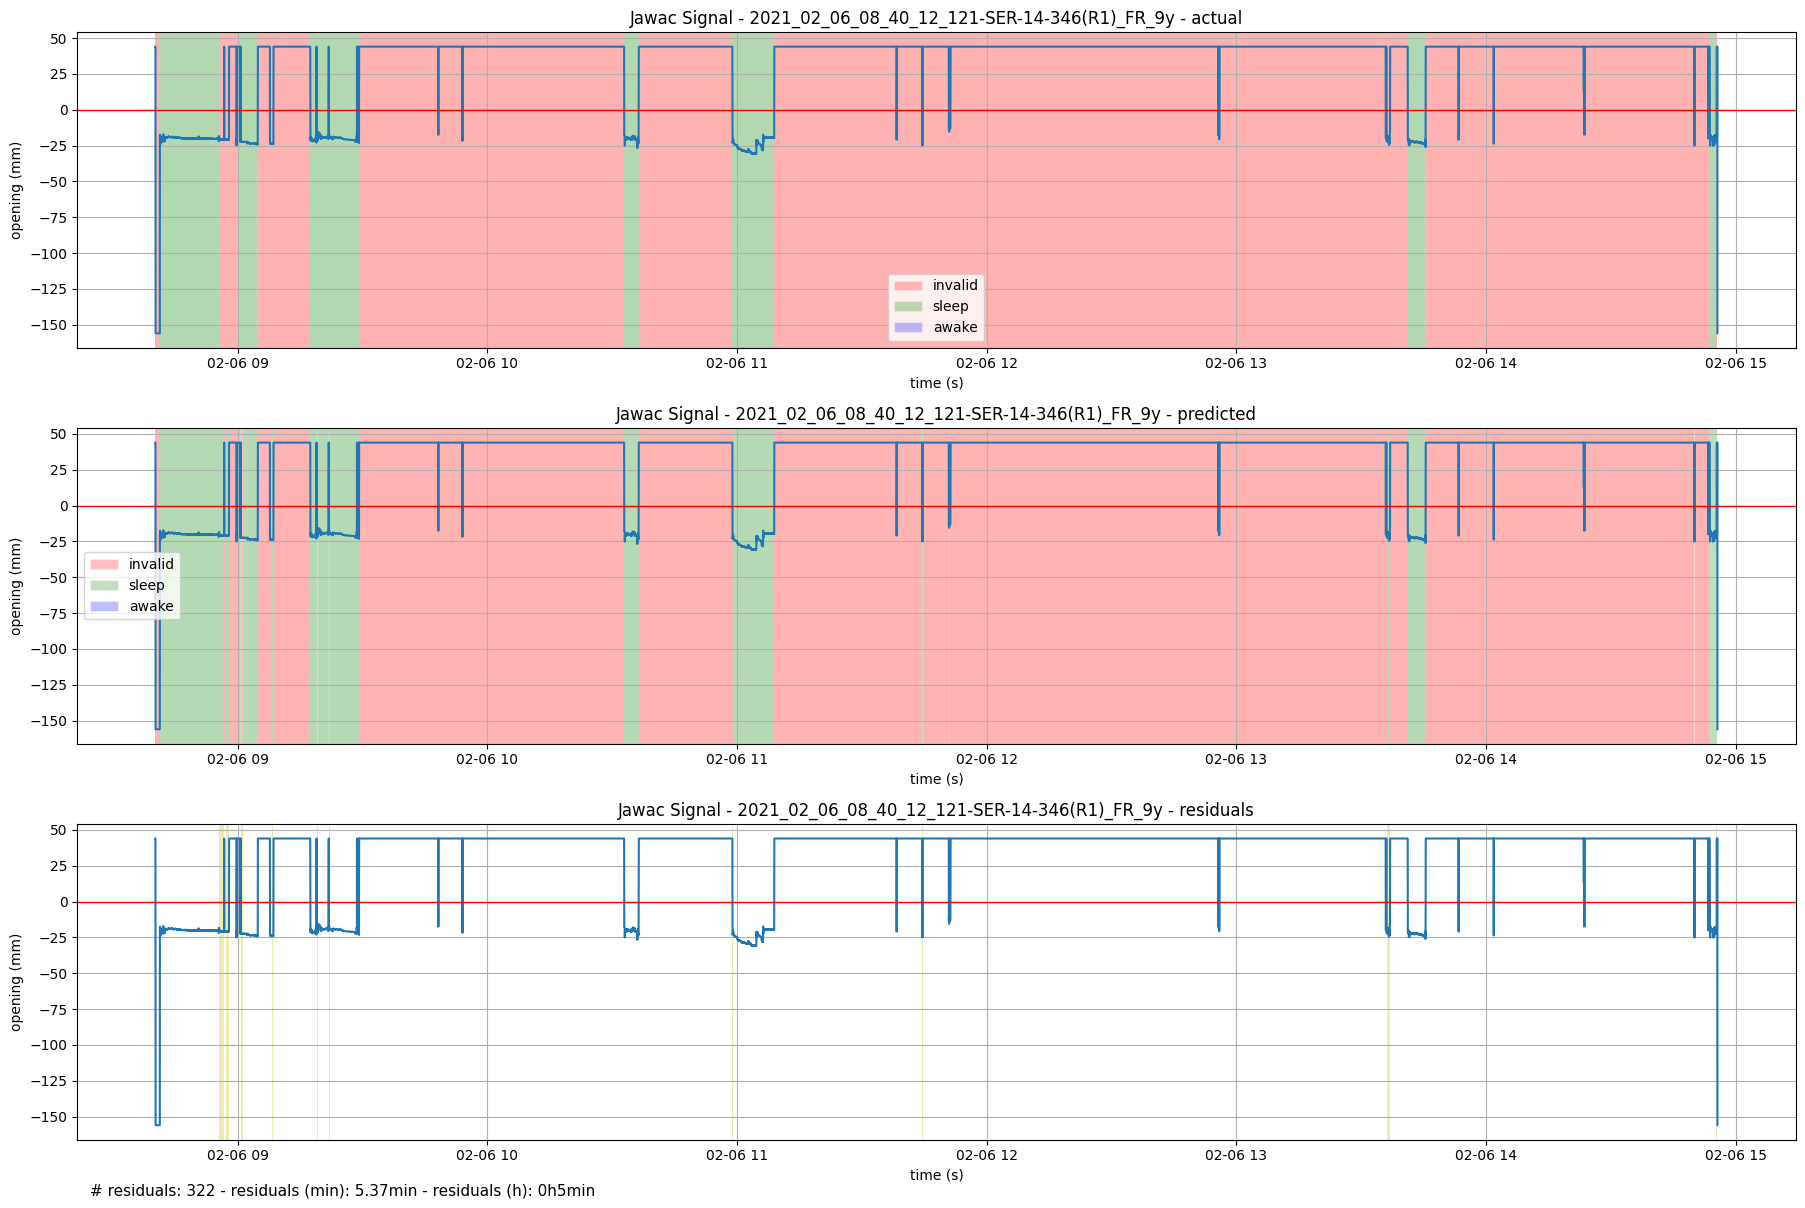 Jawac Signal - 2021_02_06_08_40_12_121-SER-14-346(R1)_FR_9y - actual
50
25
0
−25
−50
−75
−100
−125
−150
opening (mm)
invalid
sleep
awake
02-06 09 02-06 10 02-06 11 02-06 12 02-06 13 02-06 14 02-06 15
time (s)
Jawac Signal - 2021_02_06_08_40_12_121-SER-14-346(R1)_FR_9y - predicted
50
25
0
−25
−50
−75
−100
−125
−150
opening (mm)
invalid
sleep
awake
02-06 09 02-06 10 02-06 11 02-06 12 02-06 13 02-06 14 02-06 15
time (s)
Jawac Signal - 2021_02_06_08_40_12_121-SER-14-346(R1)_FR_9y - residuals
50
25
0
−25
−50
−75
−100
−125
−150
opening (mm)
02-06 09 02-06 10 02-06 11 02-06 12 02-06 13 02-06 14 02-06 15
time (s)
# residuals: 322 - residuals (min): 5.37min - residuals (h): 0h5min